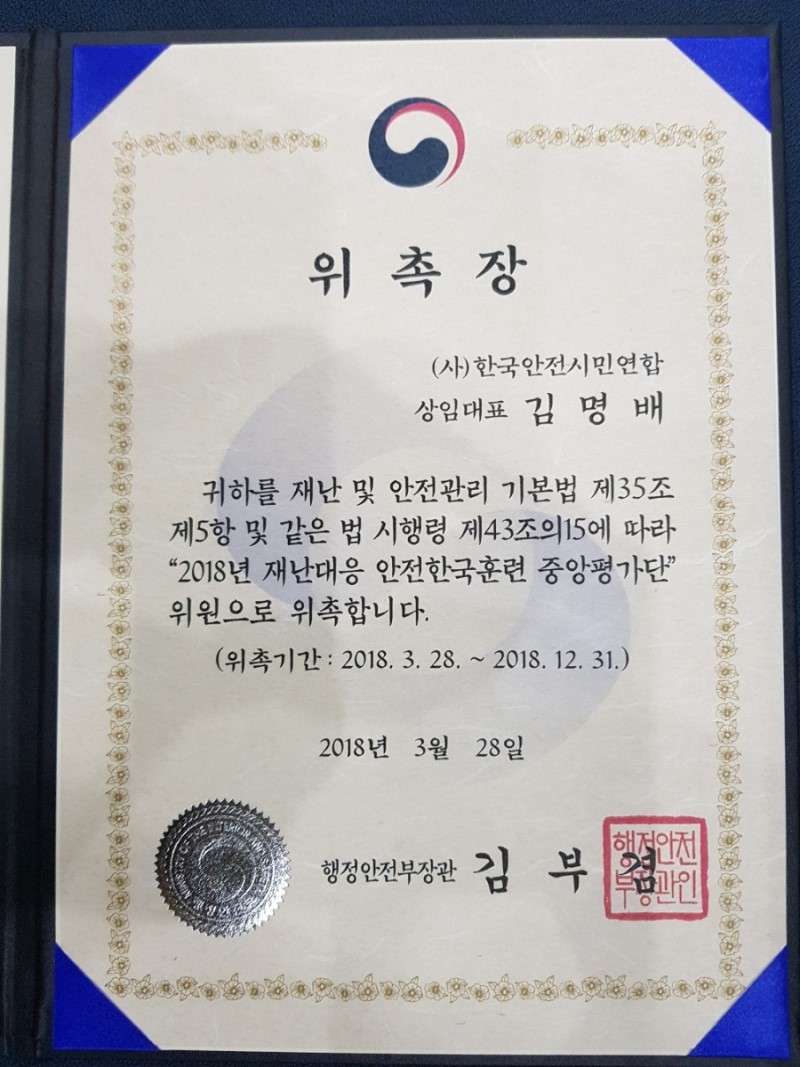 위 촉 장
(사)한국안전시민연합
상임대표 김 명 배
귀하를 재난 및 안전관리 기본법 제35조
제5항 및 같은 법 시행령 제43조의15에 따라
“2018년 재난대응 안전한국훈련 중앙평가단”
위원으로 위촉합니다.
(위촉기간 : 2018. 3. 28. ~ 2018. 12. 31.)
2018년 3월 28일
행정안전부장관 김 부 겸
행정안전
부장관인